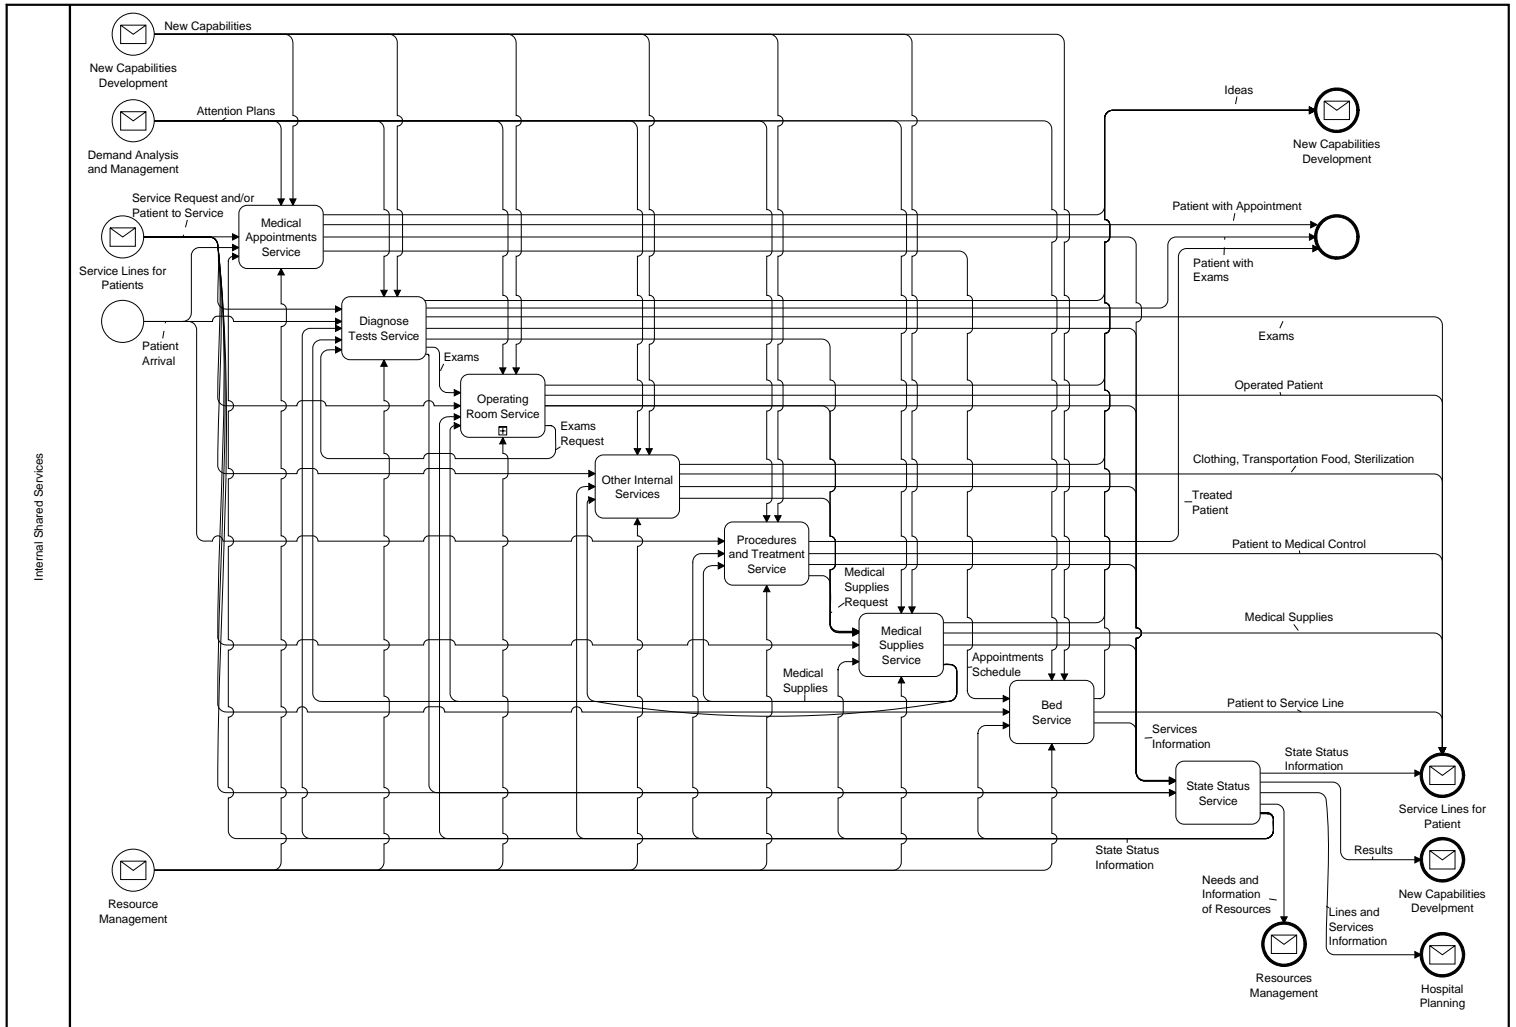 New Capabilities
New Capabilities
Development
Attention Plans
Demand Analysis
and Management
Service Request and/or
Patient to Service
Service Lines for
Patients
Patient
Arrival
Internal Shared Services
Medical
Appointments
Service
Diagnose
Tests Service
Exams
Operating
Room Service
Exams
Request
Other Internal
Services
Procedures
and Treatment
Service
Medical
Supplies
Request
Medical
Supplies
Service
Medical
Supplies
Appointments
Schedule
Bed
Service
Services
Information
State Status
Service
State Status
Information
Resource
Management
Ideas
New Capabilities
Development
Patient with Appointment
Patient with
Exams
Exams
Operated Patient
Clothing, Transportation Food, Sterilization
Treated
Patient
Patient to Medical Control
Medical Supplies
Patient to Service Line
State Status
Information
Service Lines for
Patient
Results
New Capabilities
Develpment
Needs and
Information
of Resources
Lines and
Services
Information
Resources
Management
Hospital
Planning